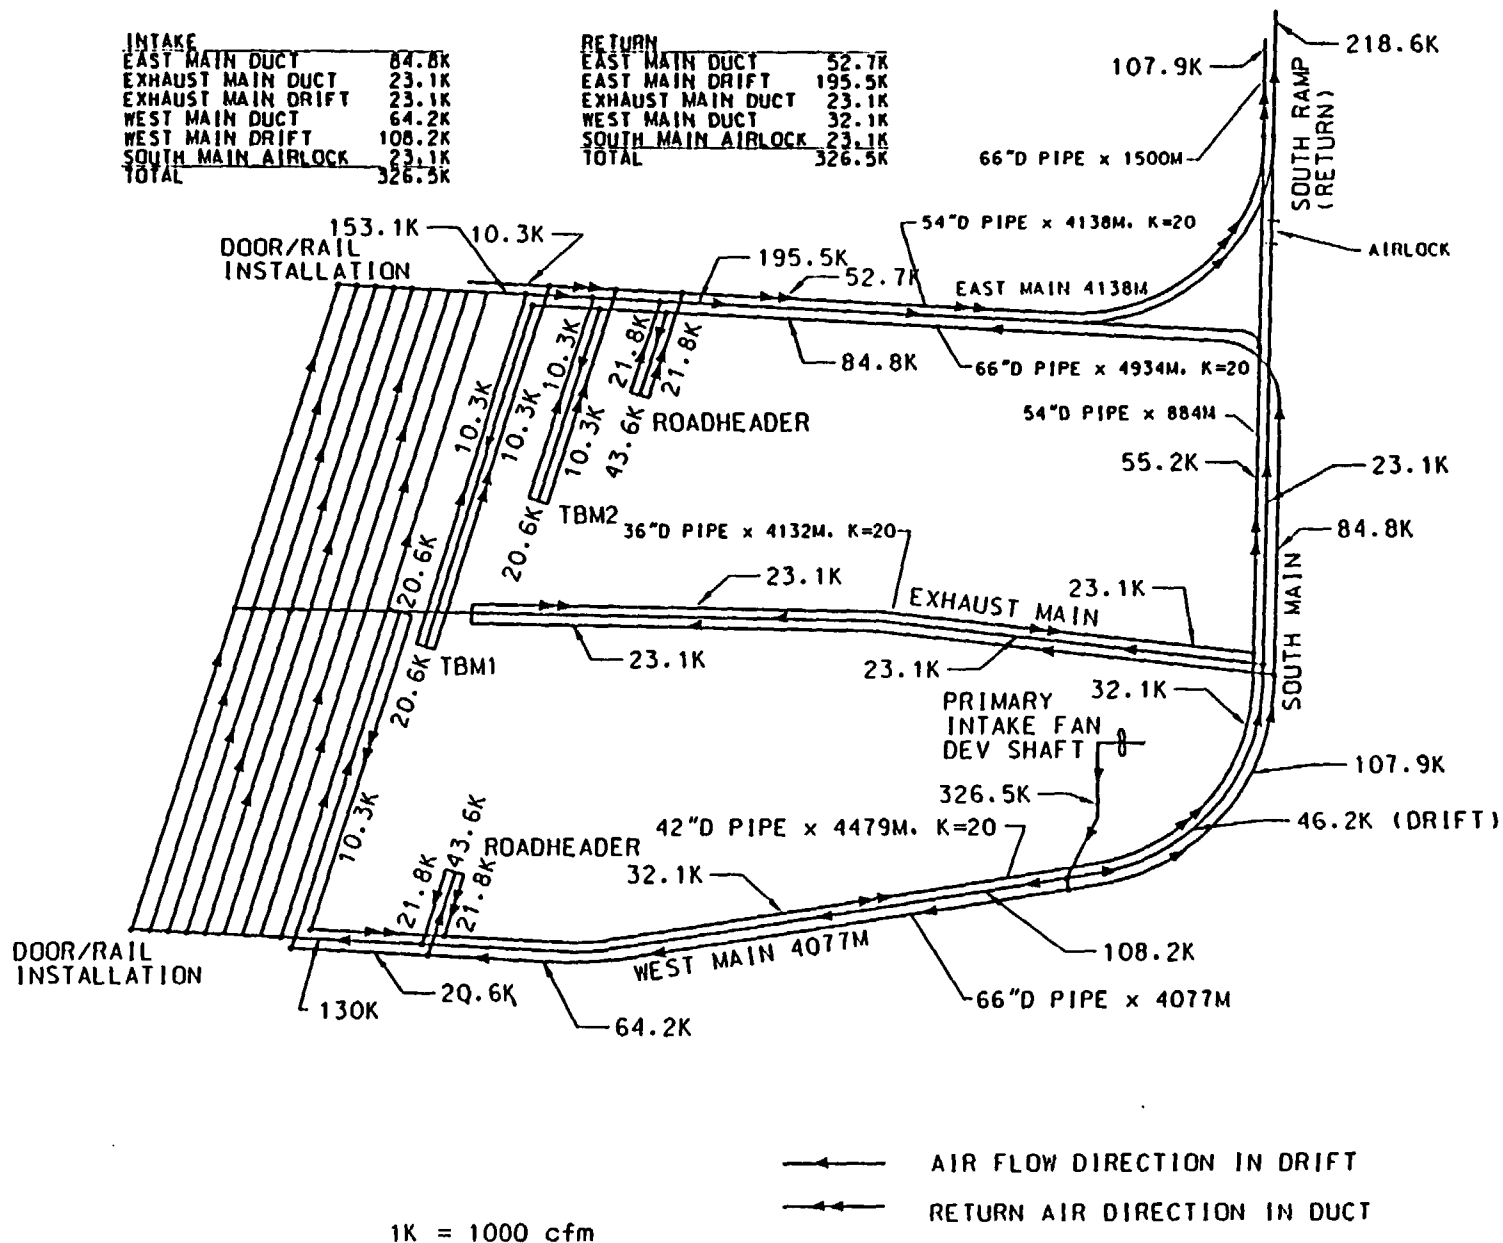 INTAKE
EAST MAIN DUCT 84.8K
EXHAUST MAIN DUCT 23.1K
EXHAUST MAIN DRIFT 23.1K
WEST MAIN DUCT 64.2K
WEST MAIN DRIFT 108.2K
SOUTH MAIN AIRLOCK 23.1K
TOTAL 326.5K
RETURN
EAST MAIN DUCT 52.7K
EAST MAIN DRIFT 195.5K
EXHAUST MAIN DUCT 23.1K
WEST MAIN DUCT 32.1K
SOUTH MAIN AIRLOCK 23.1K
TOTAL 326.5K
218.6K
107.9K
66"D PIPE x 1500M
SOUTH RAMP
(RETURN)
AIRLOCK
153.1K
10.3K
DOOR/RAIL
INSTALLATION
54"D PIPE x 4138M. K=20
195.5K
52.7K
EAST MAIN 4138M
84.8K
66"D PIPE x 4934M. K=20
10.3K
10.3K
10.3K
10.3K
21.8K
21.8K
43.6K
ROADHEADER
54"D PIPE x 884M
55.2K
23.1K
84.8K
20.6K
TBM2
20.6K
20.6K
TBM1
36"D PIPE x 4132M. K=20
23.1K
EXHAUST MAIN
23.1K
23.1K
23.1K
SOUTH MAIN
32.1K
PRIMARY
INTAKE FAN
DEV SHAFT
326.5K
107.9K
46.2K (DRIFT)
42"D PIPE x 4479M. K=20
10.3K
21.8K
43.6K
21.8K
ROADHEADER
32.1K
108.2K
WEST MAIN 4077M
66"D PIPE x 4077M
DOOR/RAIL
INSTALLATION
130K
20.6K
64.2K
AIR FLOW DIRECTION IN DRIFT
RETURN AIR DIRECTION IN DUCT
1K = 1000 cfm